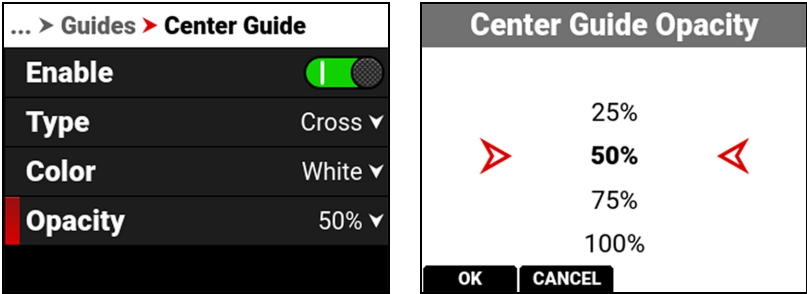 ... > Guides > Center Guide
Enable
Type Cross
Color White
Opacity 50%
Center Guide Opacity
25%
50%
75%
100%
OK CANCEL